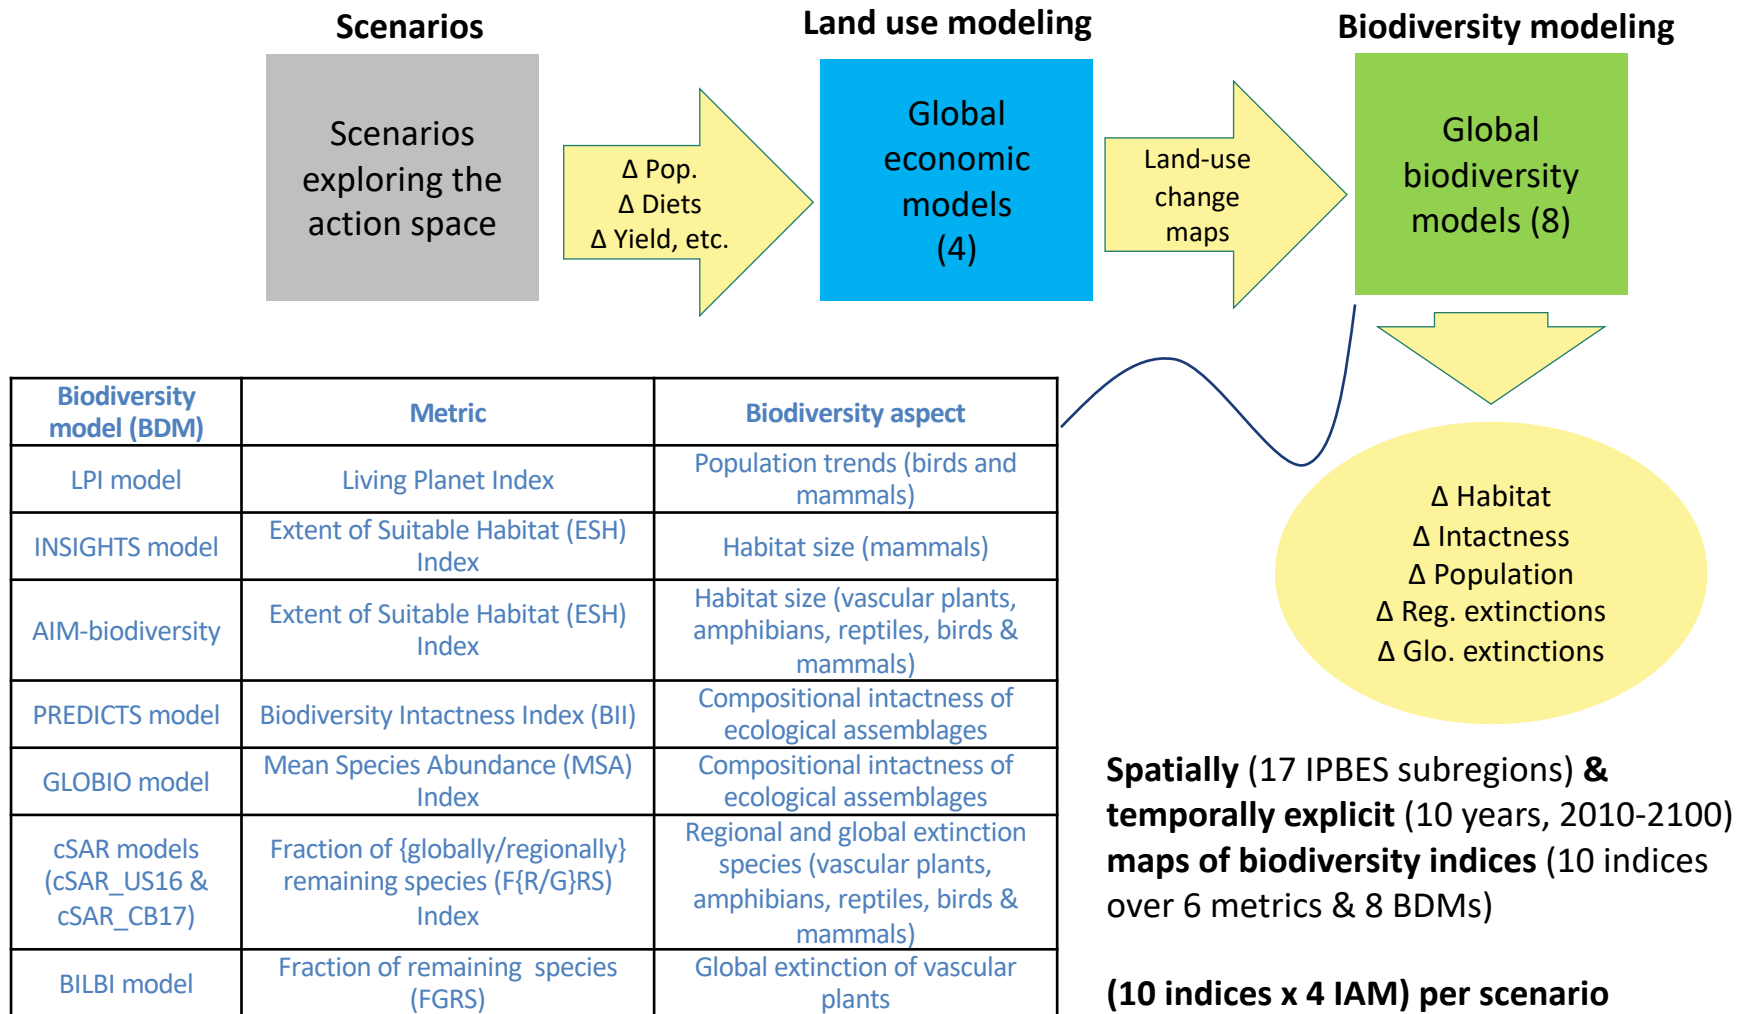 Scenarios
Land use modeling
Biodiversity modeling
Scenarios
exploring the
action space
Δ Pop.
Δ Diets
Δ Yield, etc.
Global
economic
models
(4)
Land-use
change
maps
Global
biodiversity
models (8)
Biodiversity
model (BDM)
Metric
Biodiversity aspect
LPI model
Living Planet Index
Population trends (birds and
mammals)
INSIGHTS model
Extent of Suitable Habitat (ESH)
Index
Habitat size (mammals)
AIM-biodiversity
Extent of Suitable Habitat (ESH)
Index
Habitat size (vascular plants,
amphibians, reptiles, birds &
mammals)
PREDICTS model
Biodiversity Intactness Index (BII)
Compositional intactness of
ecological assemblages
GLOBIO model
Mean Species Abundance (MSA)
Index
Compositional intactness of
ecological assemblages
cSAR models
(cSAR_US16 &
cSAR_CB17)
Fraction of {globally/regionally}
remaining species (F{R/G}RS)
Index
Regional and global extinction
species (vascular plants,
amphibians, reptiles, birds &
mammals)
BILBI model
Fraction of remaining species
(FGRS)
Global extinction of vascular
plants
Δ Habitat
Δ Intactness
Δ Population
Δ Reg. extinctions
Δ Glo. extinctions
Spatially (17 IPBES subregions) &
temporally explicit (10 years, 2010-2100)
maps of biodiversity indices (10 indices
over 6 metrics & 8 BDMs)
(10 indices x 4 IAM) per scenario